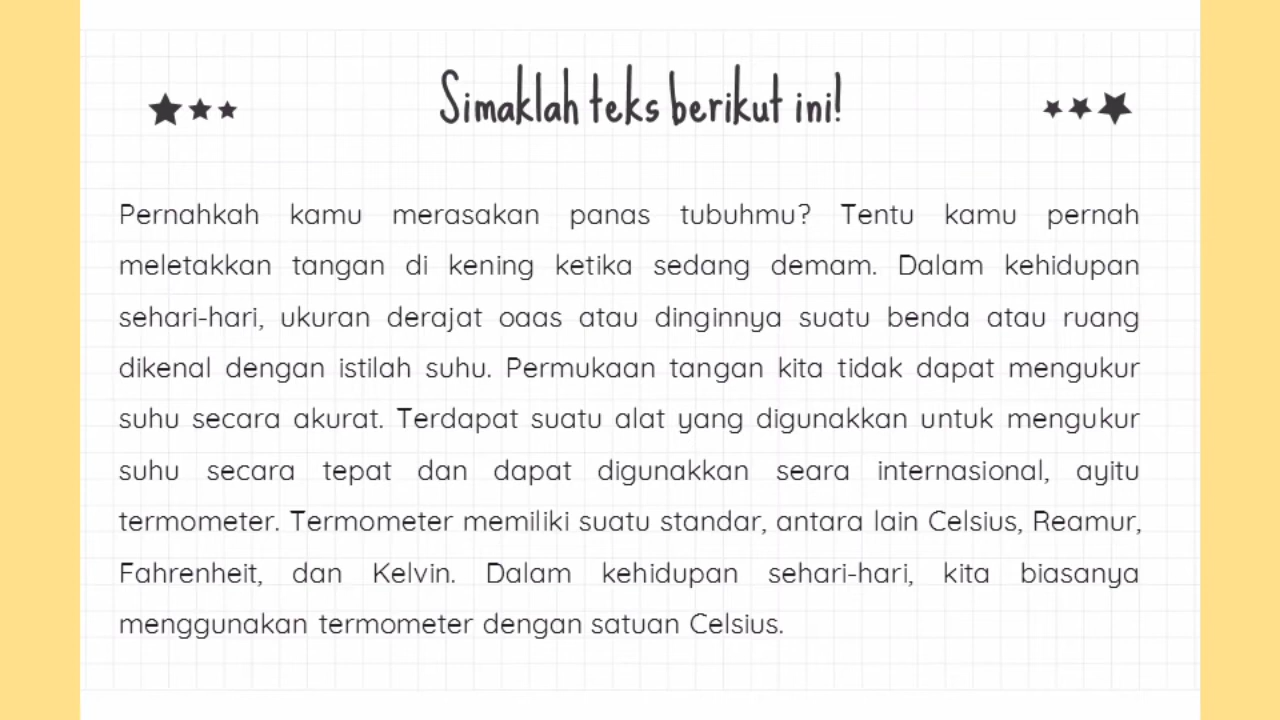 Simaklah teks berikut ini!
Pernahkah kamu merasakan panas tubuhmu? Tentu kamu pernah
meletakkan tangan di kening ketika sedang demam. Dalam kehidupan
sehari-hari, ukuran derajat oaas atau dinginnya suatu benda atau ruang
dikenal dengan istilah suhu. Permukaan tangan kita tidak dapat mengukur
suhu secara akurat. Terdapat suatu alat yang digunakkan untuk mengukur
suhu secara tepat dan dapat digunakkan seara internasional, ayitu
termometer. Termometer memiliki suatu standar, antara lain Celsius, Reamur,
Fahrenheit, dan Kelvin. Dalam kehidupan sehari-hari, kita biasanya
menggunakan termometer dengan satuan Celsius.